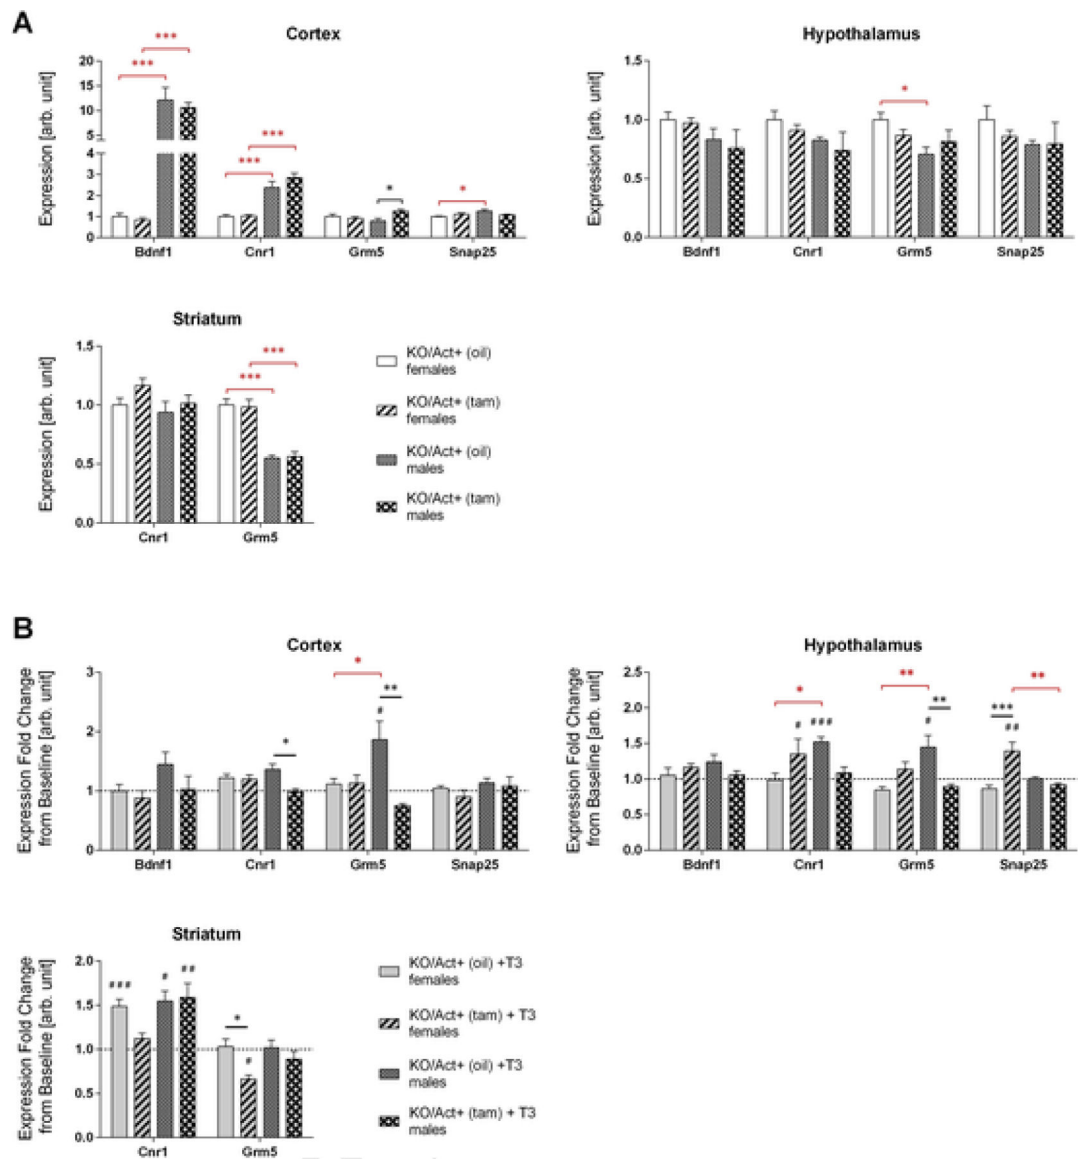 A
Cortex
*** 
***
***
***
*
*
Expression [arb. unit]
Expression [arb. unit]
20
15
10
5
4
3
2
1
0
Bdnf1 Cnr1 Grm5 Snap25
Hypothalamus
*
Expression [arb. unit]
1.5
1.0
0.5
0.0
Bdnf1 Cnr1 Grm5 Snap25
Striatum
***
***
Expression [arb. unit]
1.5
1.0
0.5
0.0
Cnr1 Grm5
KO/Act+ (oil)
females
KO/Act+ (tam)
females
KO/Act+ (oil)
males
KO/Act+ (tam)
males
B
Cortex
*
**
#
*
Expression Fold Change
from Baseline [arb. unit]
3
2
1
0
Bdnf1 Cnr1 Grm5 Snap25
Hypothalamus
* ** **
# ### # ** *** ##
Expression Fold Change
from Baseline [arb. unit]
2.5
2.0
1.5
1.0
0.5
0.0
Bdnf1 Cnr1 Grm5 Snap25
Striatum
### # ##
*
#
Expression Fold Change
from Baseline [arb. unit]
2.0
1.5
1.0
0.5
0.0
Cnr1 Grm5
KO/Act+ (oil) +T3
females
KO/Act+ (tam) + T3
females
KO/Act+ (oil) +T3
males
KO/Act+ (tam) + T3
males